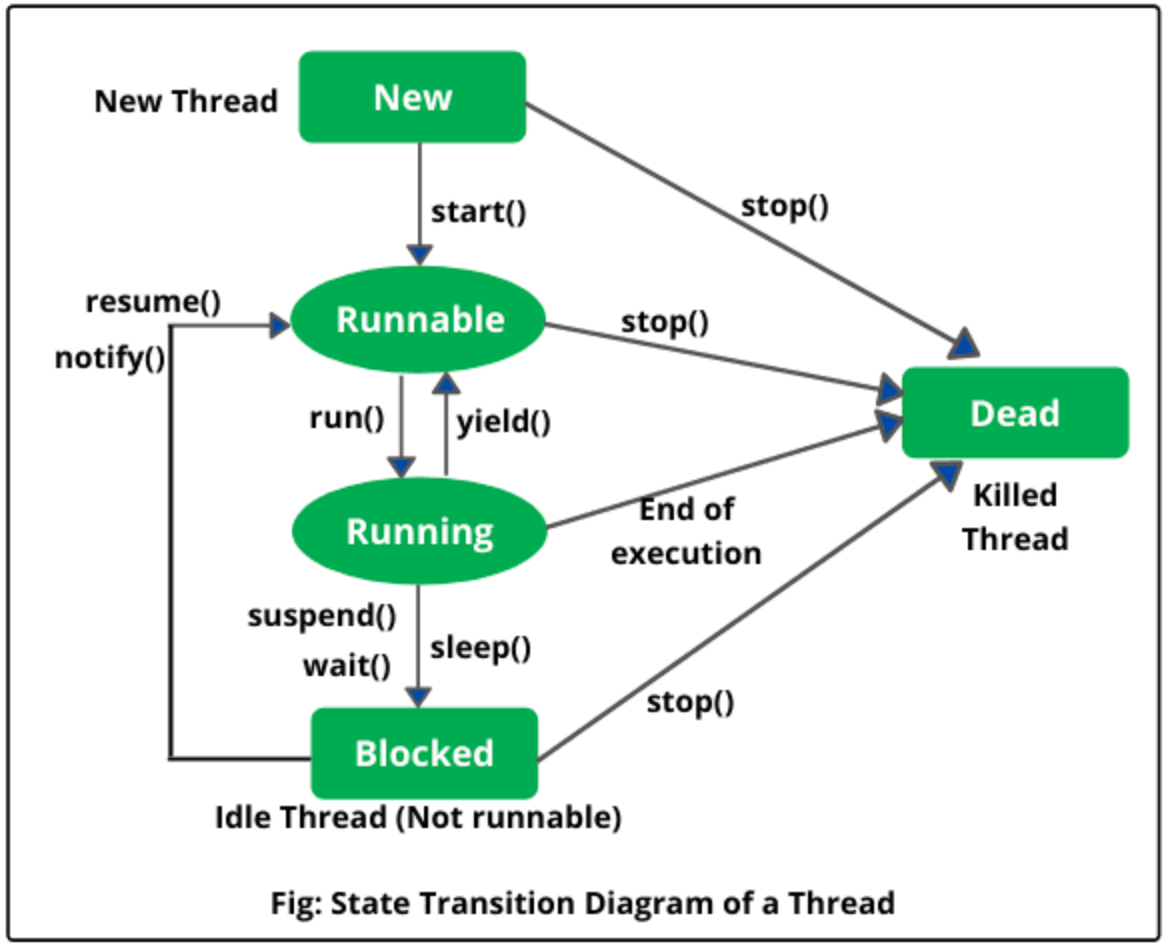 New Thread
New
start()
stop()
resume()
notify()
Runnable
stop()
run()
yield()
Dead
Killed
Thread
Running
End of
execution
suspend()
wait()
sleep()
stop()
Blocked
Idle Thread (Not runnable)
Fig: State Transition Diagram of a Thread